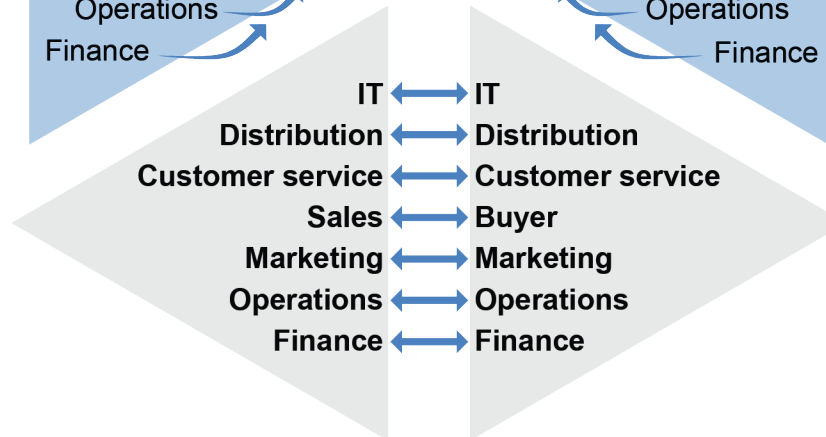 Operations Operations
Finance Finance
IT IT
Distribution Distribution
Customer service Customer service
Sales Buyer
Marketing Marketing
Operations Operations
Finance Finance